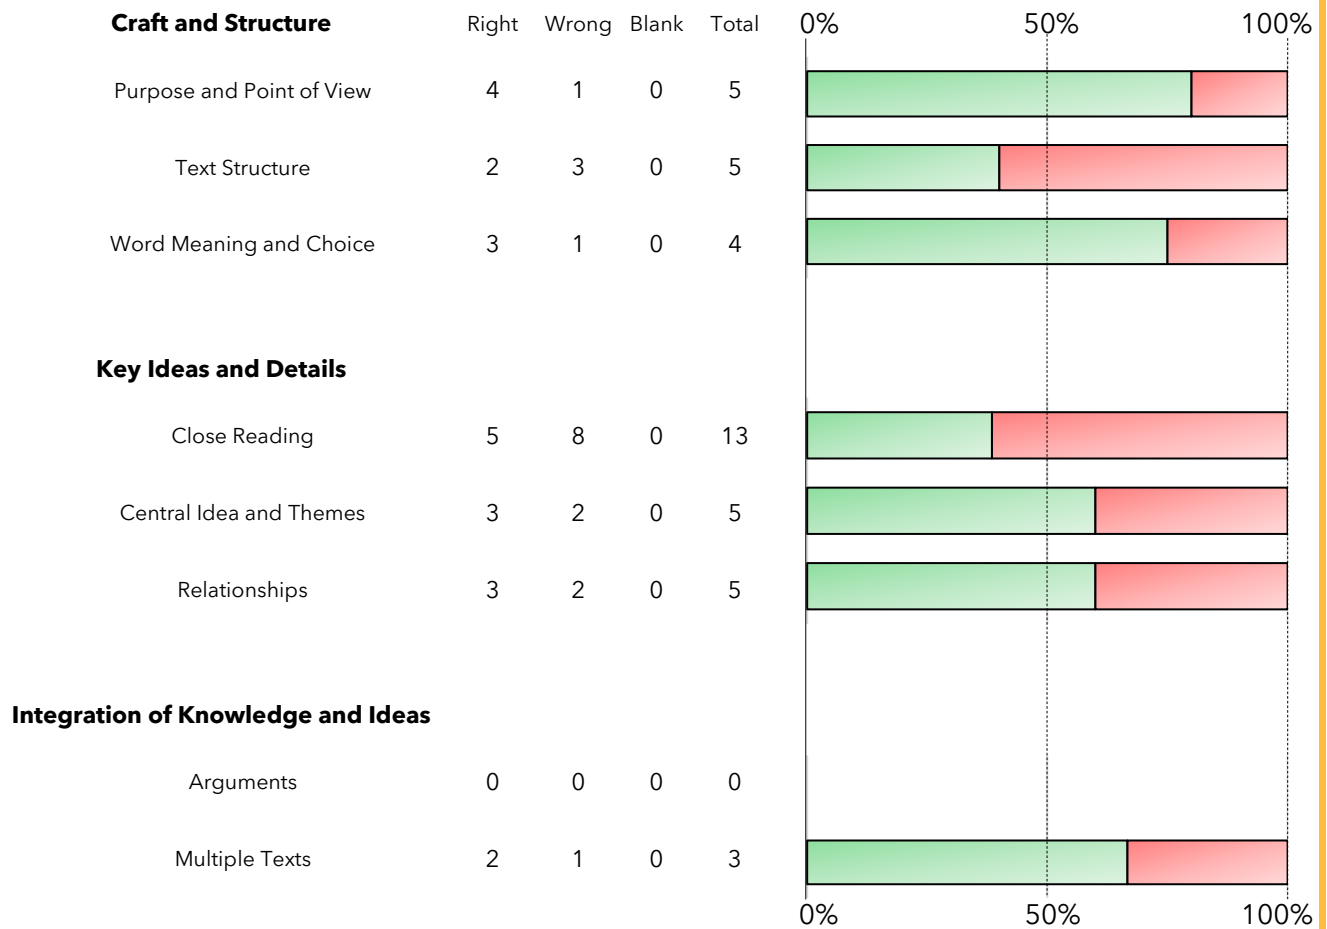 Craft and Structure Right Wrong Blank Total 0% 50% 100%
Purpose and Point of View 4 1 0 5
Text Structure 2 3 0 5
Word Meaning and Choice 3 1 0 4
Key Ideas and Details
Close Reading 5 8 0 13
Central Idea and Themes 3 2 0 5
Relationships 3 2 0 5
Integration of Knowledge and Ideas
Arguments 0 0 0 0
Multiple Texts 2 1 0 3
0% 50% 100%